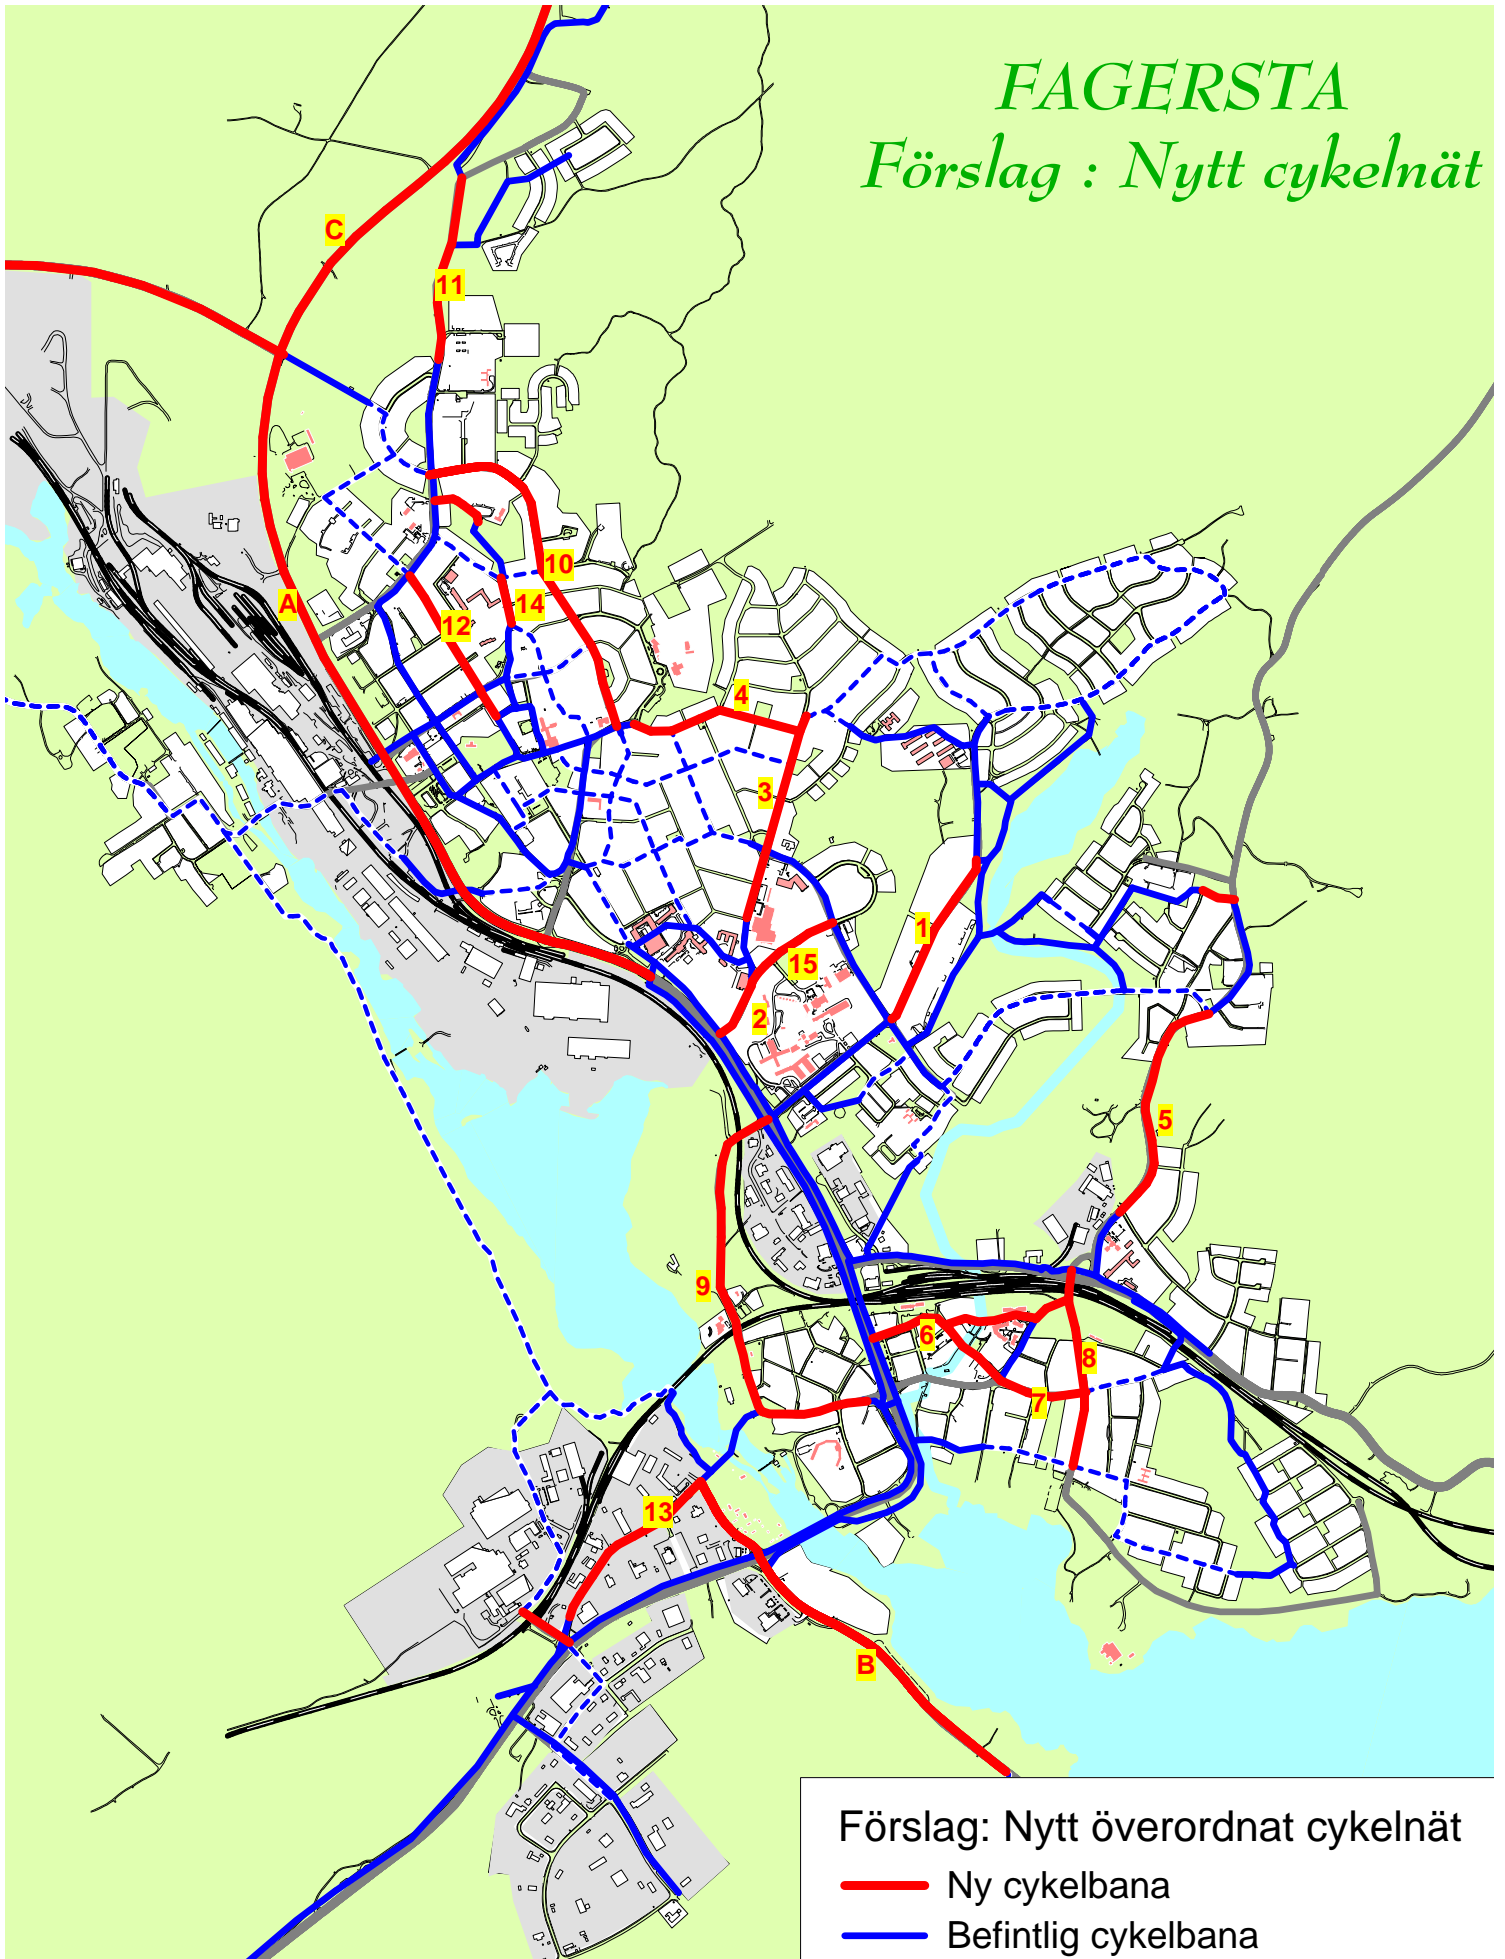 FAGERSTA
Förslag : Nytt cykelnät
C
11
10
A
14
12
4
3
1
15
2
5
9
6
8
7
13
B
Förslag: Nytt överordnat cykelnät
Ny cykelbana
Befintlig cykelbana